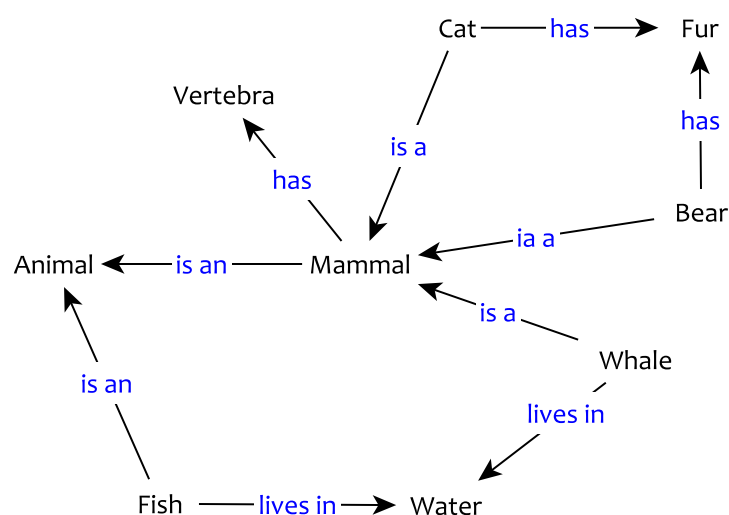 Cat has Fur
Vertebra
has
is a
has
Bear
ia a
Animal is an Mammal
is a
Whale
is an
lives in
Fish lives in Water